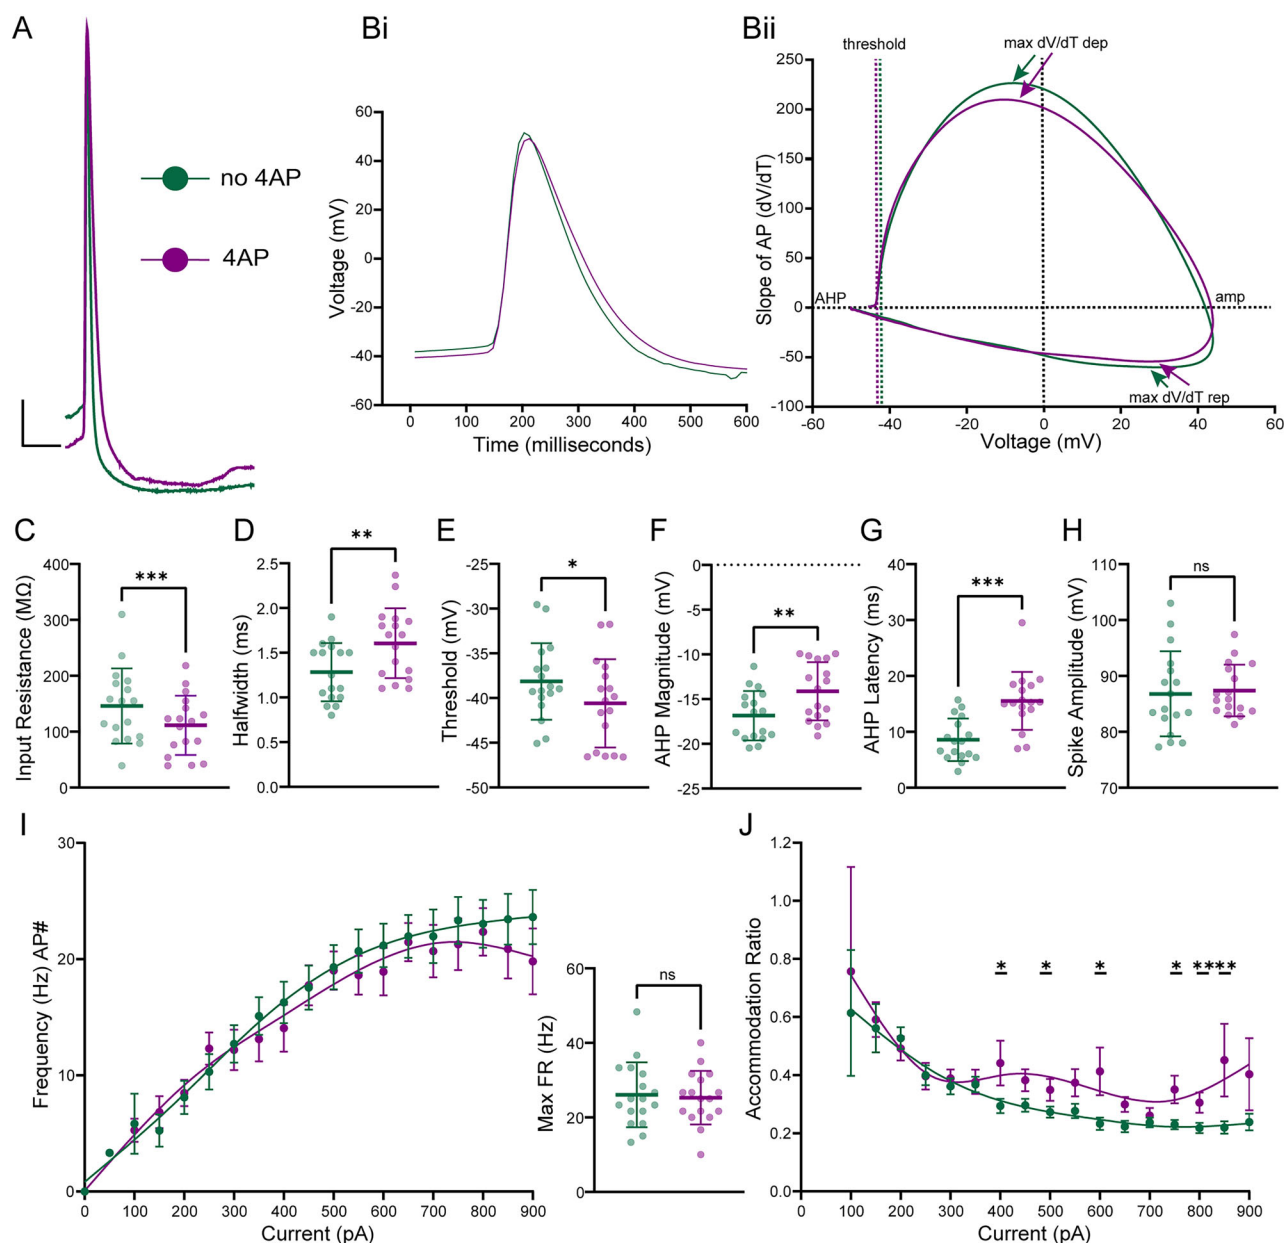 A
no 4AP
4AP
Bi
Voltage (mV)
60
40
20
0
-20
-40
-60
0
100
200
300
400
500
600
Time (milliseconds)
Bii
threshold
max dV/dT dep
Slope of AP (dV/dT)
250
200
150
100
50
0
-50
-100
AHP
amp
max dV/dT rep
-60
-40
-20
0
20
40
60
Voltage (mV)
C
Input Resistance (MΩ)
400
300
200
100
0
***
D
Halfwidth (ms)
2.5
2.0
1.5
1.0
0.5
0.0
**
E
Threshold (mV)
-25
-30
-35
-40
-45
-50
*
F
AHP Magnitude (mV)
0
-5
-10
-15
-20
-25
**
G
AHP Latency (ms)
40
30
20
10
0
***
H
Spike Amplitude (mV)
110
100
90
80
70
ns
I
Frequency (Hz) AP#
30
20
10
0
0
100
200
300
400
500
600
700
800
900
Current (pA)
Max FR (Hz)
60
40
20
0
ns
J
Accomodation Ratio
1.2
1.0
0.8
0.6
0.4
0.2
0.0
* * * * ** **
100
200
300
400
500
600
700
800
900
Current (pA)